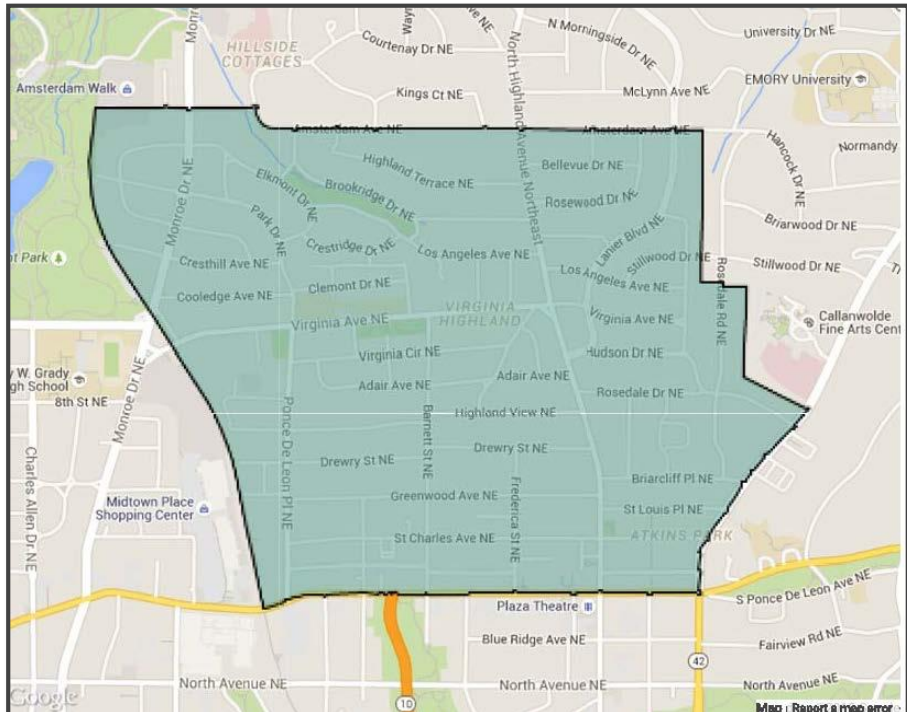 N Morningside Dr NE
University Dr NE
Courtenay Dr NE
HILLSIDE
COTTAGES
North Highland Avenue Northeast
EMORY UNIVERSITY
Amsterdam Walk
Kings Ct NE
McLynn Ave NE
Amsterdam Ave NE
Amsterdam Ave NE
Hancock Dr NE
Normandy
Highland Terrace NE
Bellevue Dr NE
Elkmont Dr NE
Brookridge Dr NE
Rosewood Dr NE
Park Dr NE
Monroe Dr NE
Briarwood Dr NE
Crestridge Dr NE
Los Angeles Ave NE
Lanier Blvd NE
Stillwood Dr NE
Stillwood Dr NE
Cresthill Ave NE
Los Angeles Ave NE
Rosedale Rd NE
Clemont Dr NE
Cooledge Ave NE
VIRGINIA
HIGHLAND
Virginia Ave NE
Virginia Ave NE
Callanwolde
Fine Arts Cent
Virginia Cir NE
Hudson Dr NE
y W. Grady
igh School
Monroe Dr NE
Adair Ave NE
Adair Ave NE
Rosedale Dr NE
8th St NE
Highland View NE
Ponce De Leon Pl NE
Barnett St NE
Drewry St NE
Drewry St NE
Charles Allen Dr NE
Briarcliff Pl NE
Midtown Place
Shopping Center
Greenwood Ave NE
Frederica St NE
St Louis Pl NE
St Charles Ave NE
ATKINS PARK
S Ponce De Leon Ave NE
Plaza Theatre
Blue Ridge Ave NE
Fairview Rd NE
42
North Avenue NE
North Avenue NE
North Avenue NE
Google
10
Map
Report a map error